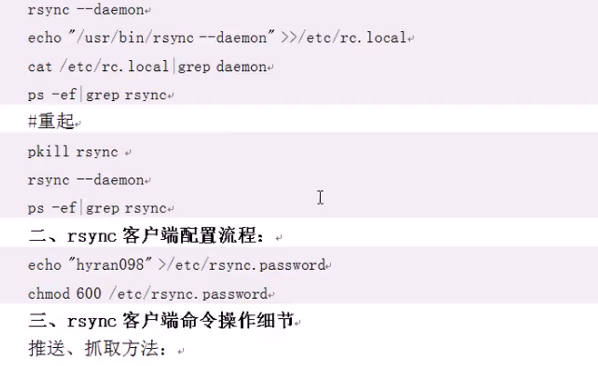 rsync --daemon
echo "/usr/bin/rsync --daemon" >>/etc/rc.local
cat /etc/rc.local|grep daemon
ps -ef|grep rsync
#重起
pkill rsync
rsync --daemon
ps -ef|grep rsync
二、rsync 客户端配置流程：
echo "hyran098" >/etc/rsync.password
chmod 600 /etc/rsync.password
三、rsync 客户端命令操作细节
推送、抓取方法：